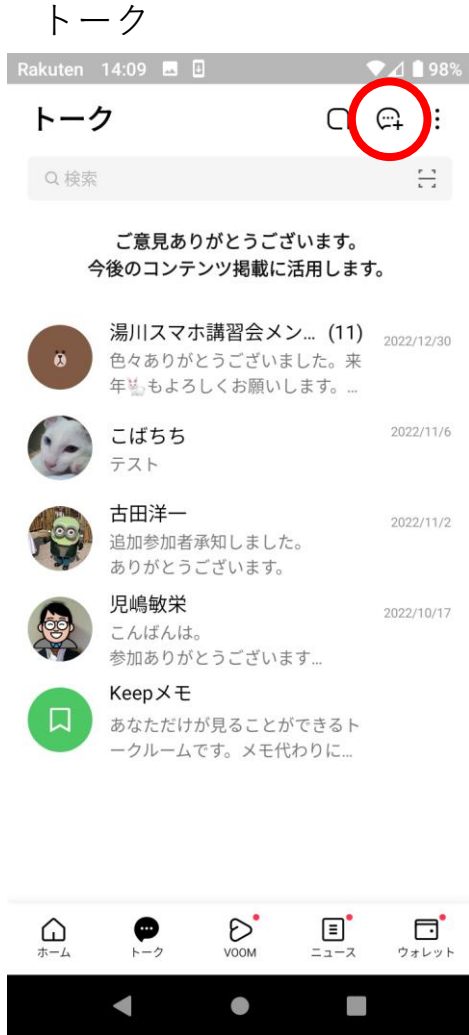 トーク
Rakuten 14:09 98%
トーク
検索
ご意見ありがとうございます。
今後のコンテンツ掲載に活用します。
湯川スマホ講習会メン... (11) 2022/12/30
色々ありがとうございました。来
年🐇もよろしくお願いします。...
こばちち 2022/11/6
テスト
古田洋一 2022/11/2
追加参加者承知しました。
ありがとうございます。
児嶋敏栄 2022/10/17
こんばんは。
参加ありがとうございます...
Keepメモ
あなただけが見ることができるト
ークルームです。メモ代わりに...
ホーム トーク VOOM ニュース ウォレット